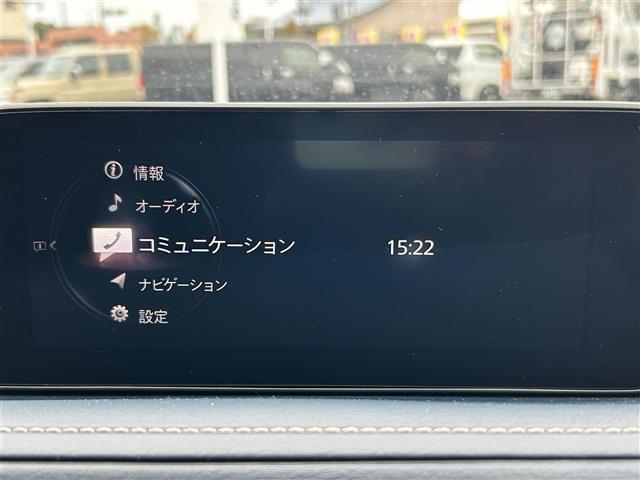 情報
オーディオ
コミュニケーション
15:22
ナビゲーション
設定